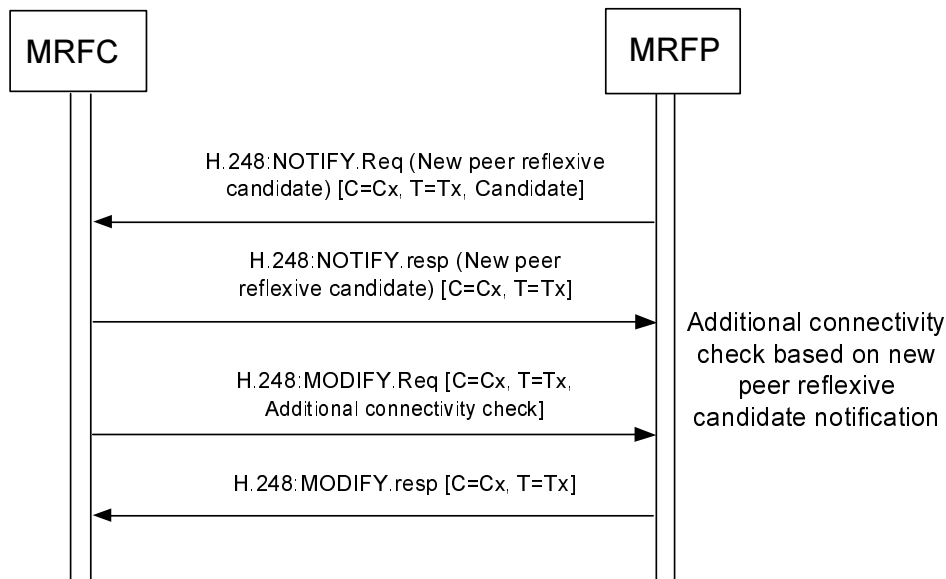 MRFC
MRFP
H.248:NOTIFY.Req (New peer reflexive
candidate) [C=Cx, T=Tx, Candidate]
H.248:NOTIFY.resp (New peer
reflexive candidate) [C=Cx, T=Tx]
H.248:MODIFY.Req [C=Cx, T=Tx,
Additional connectivity check]
H.248:MODIFY.resp [C=Cx, T=Tx]
Additional connectivity
check based on new
peer reflexive
candidate notification